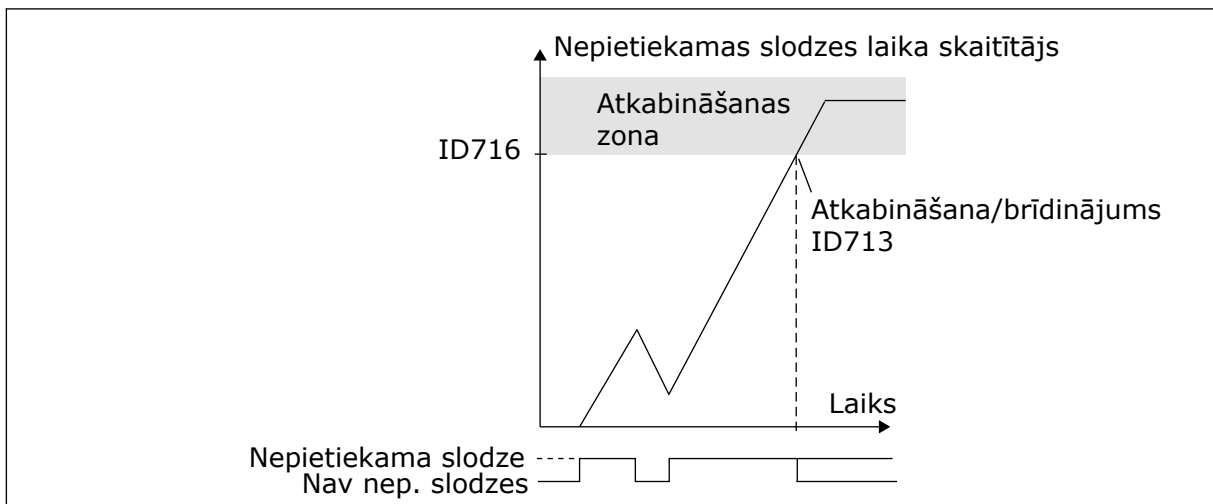 Nepietiekamas slodzes laika skaitītājs
Atkabināšanas
zona
ID716
Atkabināšana/brīdinājums
ID713
Laiks
Nepietiekama slodze
Nav nep. slodzes